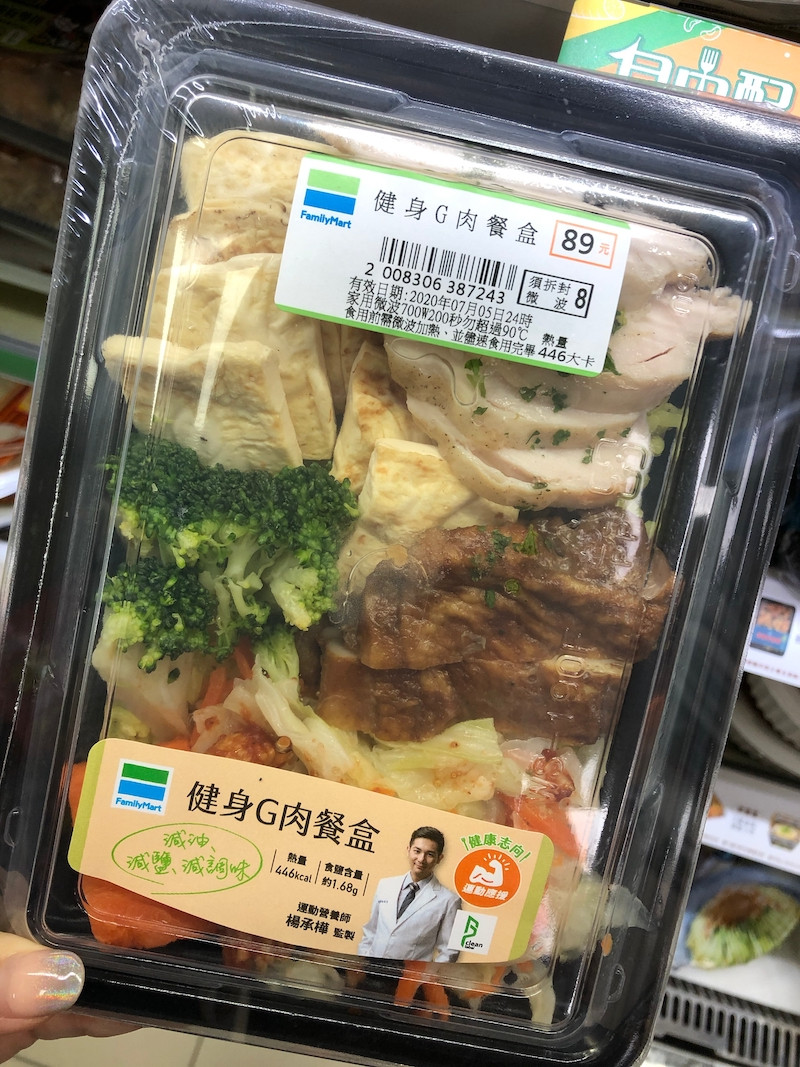 自由配
FamilyMart
健身G肉餐盒
89元
2 008306 387243
須拆封
微波
8
有效日期:2020年07月05日24時
家用微波700W200秒勿超過90℃
食用前需微波加熱、並儘速食用完畢
熱量
446大卡
FamilyMart
健身G肉餐盒
減油、
減鹽、減調味
熱量
446kcal
食鹽含量
約1.68g
運動營養師
楊承樺 監製
健康志向
運動應援
clean